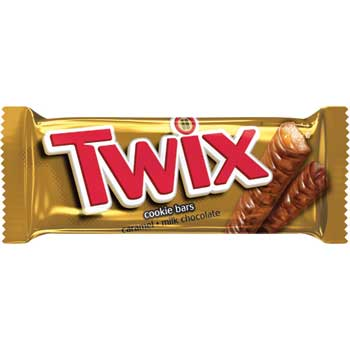 TWIX
cookie bars
caramel • milk chocolate